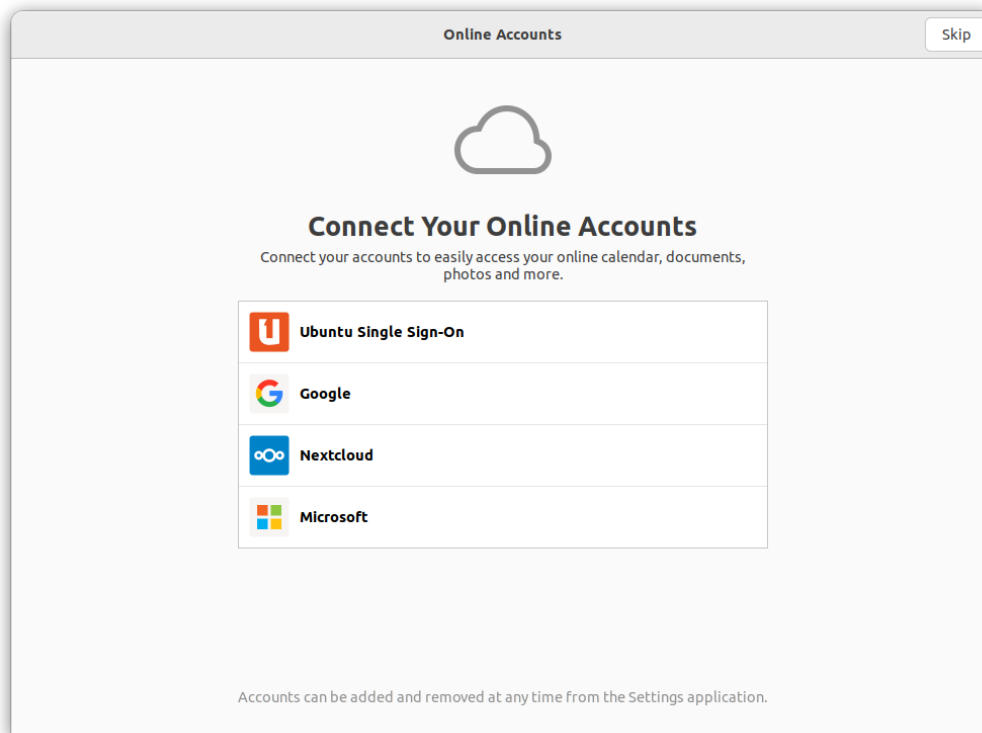 Online Accounts
Skip
Connect Your Online Accounts
Connect your accounts to easily access your online calendar, documents,
photos and more.
Ubuntu Single Sign-On
Google
Nextcloud
Microsoft
Accounts can be added and removed at any time from the Settings application.